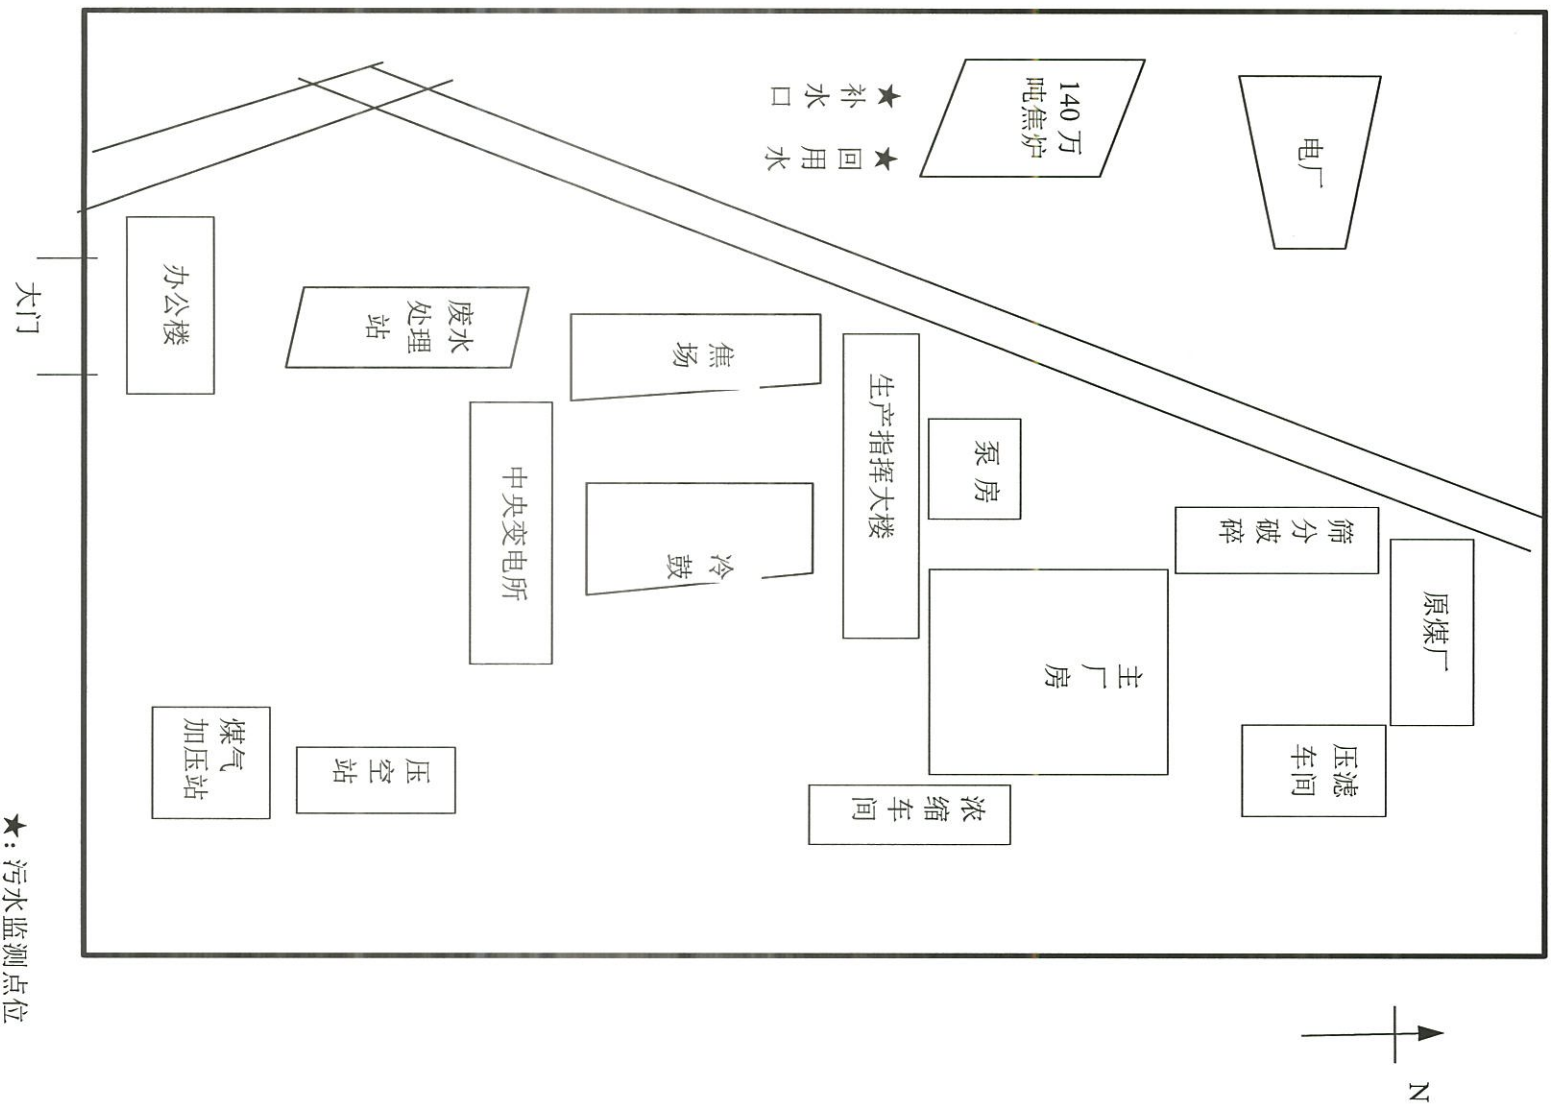 N
原煤厂
电厂
筛分破碎
压滤
车间
主厂房
140万
吨焦炉
泵房
浓缩车间
★补水口
★回用水
生产指挥大楼
焦场
冷鼓
中央变电所
废水
处理
站
压空站
煤气
加压站
办公楼
大门
★:污水监测点位